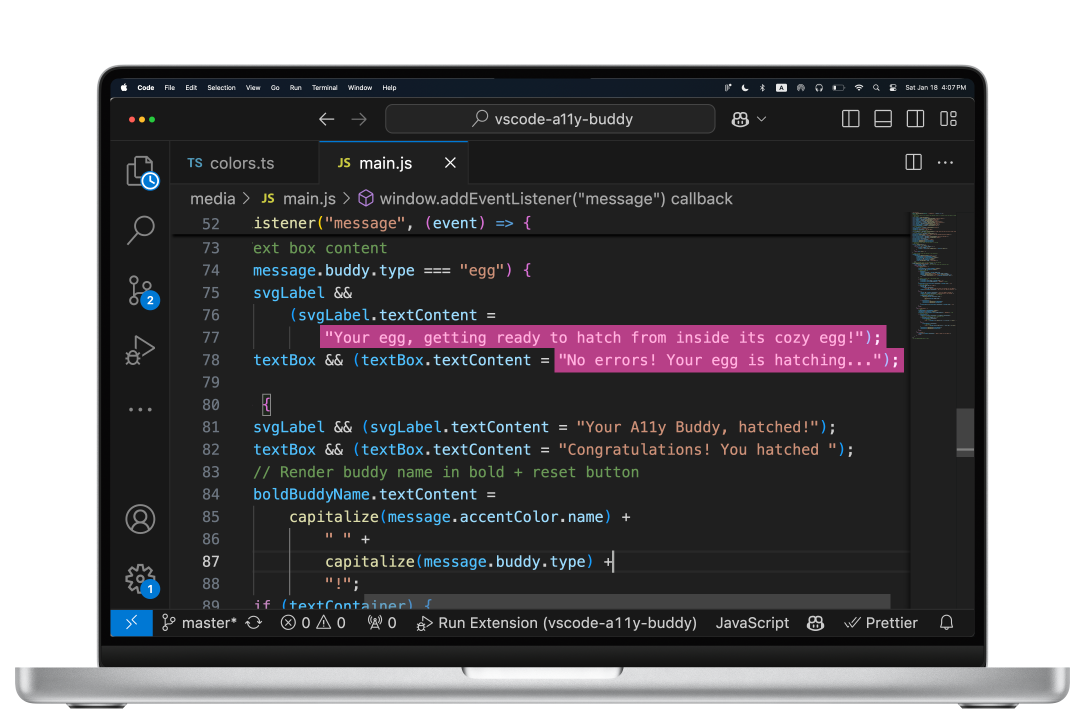 Code File Edit Selection View Go Run Terminal Window Help A Sat Jan 18 4:07PM
vscode-a11y-buddy
TS colors.ts JS main.js
media > JS main.js > window.addEventListener("message") callback
52 istener("message", (event) => {
73 ext box content
74 message.buddy.type === "egg") {
75 svgLabel &&
76 (svgLabel.textContent =
77 "Your egg, getting ready to hatch from inside its cozy egg!");
78 textBox && (textBox.textContent = "No errors! Your egg is hatching...");
79
80 {
81 svgLabel && (svgLabel.textContent = "Your A11y Buddy, hatched!");
82 textBox && (textBox.textContent = "Congratulations! You hatched ");
83 // Render buddy name in bold + reset button
84 boldBuddyName.textContent =
85 capitalize(message.accentColor.name) +
86 " " +
87 capitalize(message.buddy.type) +
88 "!";
89 if (textContainer) {
2
1
master* 0 0 0 Run Extension (vscode-a11y-buddy) JavaScript Prettier